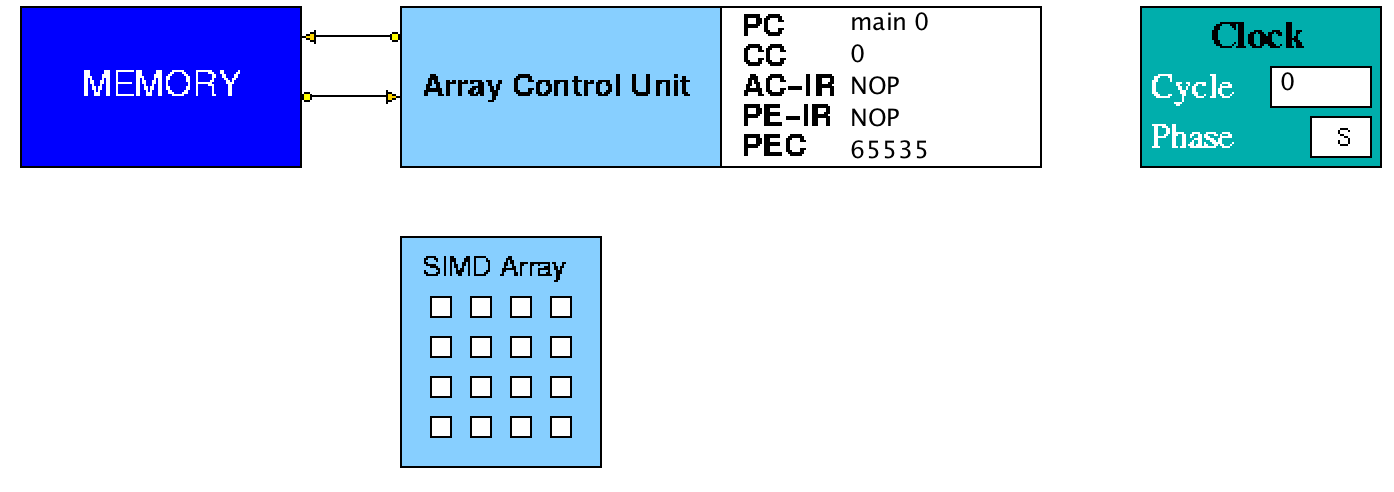 MEMORY
Array Control Unit
PC main 0
CC 0
AC-IR NOP
PE-IR NOP
PEC 65535
Clock
Cycle 0
Phase S
SIMD Array